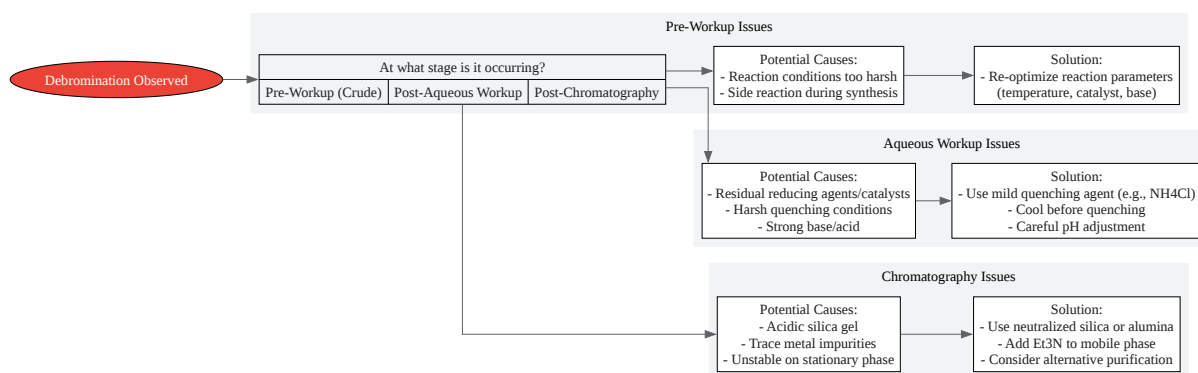 Pre-Workup Issues
Debromination Observed
At what stage is it occurring?
Pre-Workup (Crude)
Post-Aqueous Workup
Post-Chromatography
Potential Causes:
- Reaction conditions too harsh
- Side reaction during synthesis
Solution:
- Re-optimize reaction parameters
(temperature, catalyst, base)
Aqueous Workup Issues
Potential Causes:
- Residual reducing agents/catalysts
- Harsh quenching conditions
- Strong base/acid
Solution:
- Use mild quenching agent (e.g., NH4Cl)
- Cool before quenching
- Careful pH adjustment
Chromatography Issues
Potential Causes:
- Acidic silica gel
- Trace metal impurities
- Unstable on stationary phase
Solution:
- Use neutralized silica or alumina
- Add Et3N to mobile phase
- Consider alternative purification